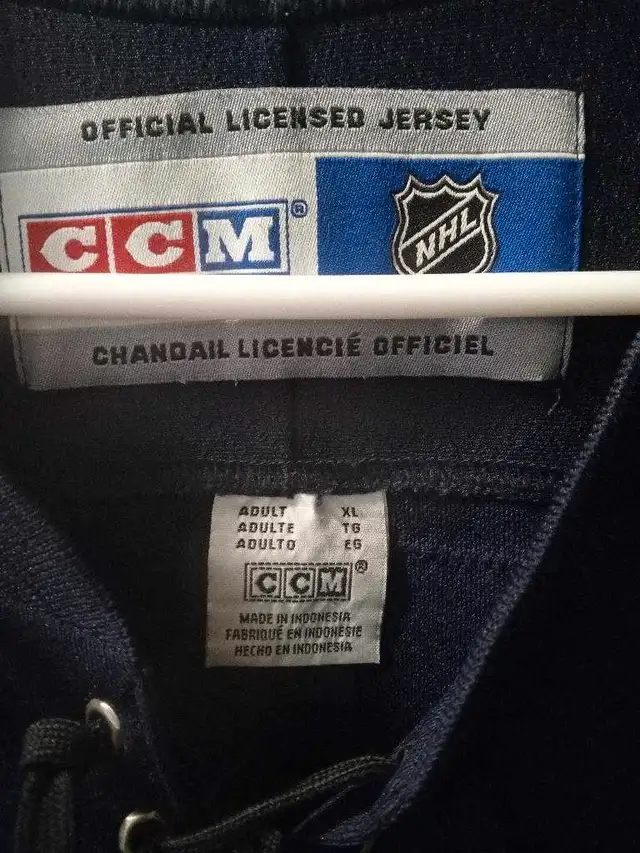 OFFICIAL LICENSED JERSEY
CCM®
NHL
CHANDAIL LICENCIÉ OFFICIEL
ADULT XL
ADULTE TG
ADULTO EG
CCM®
MADE IN INDONESIA
FABRIQUÉ EN INDONESIE
HECHO EN INDONESIA